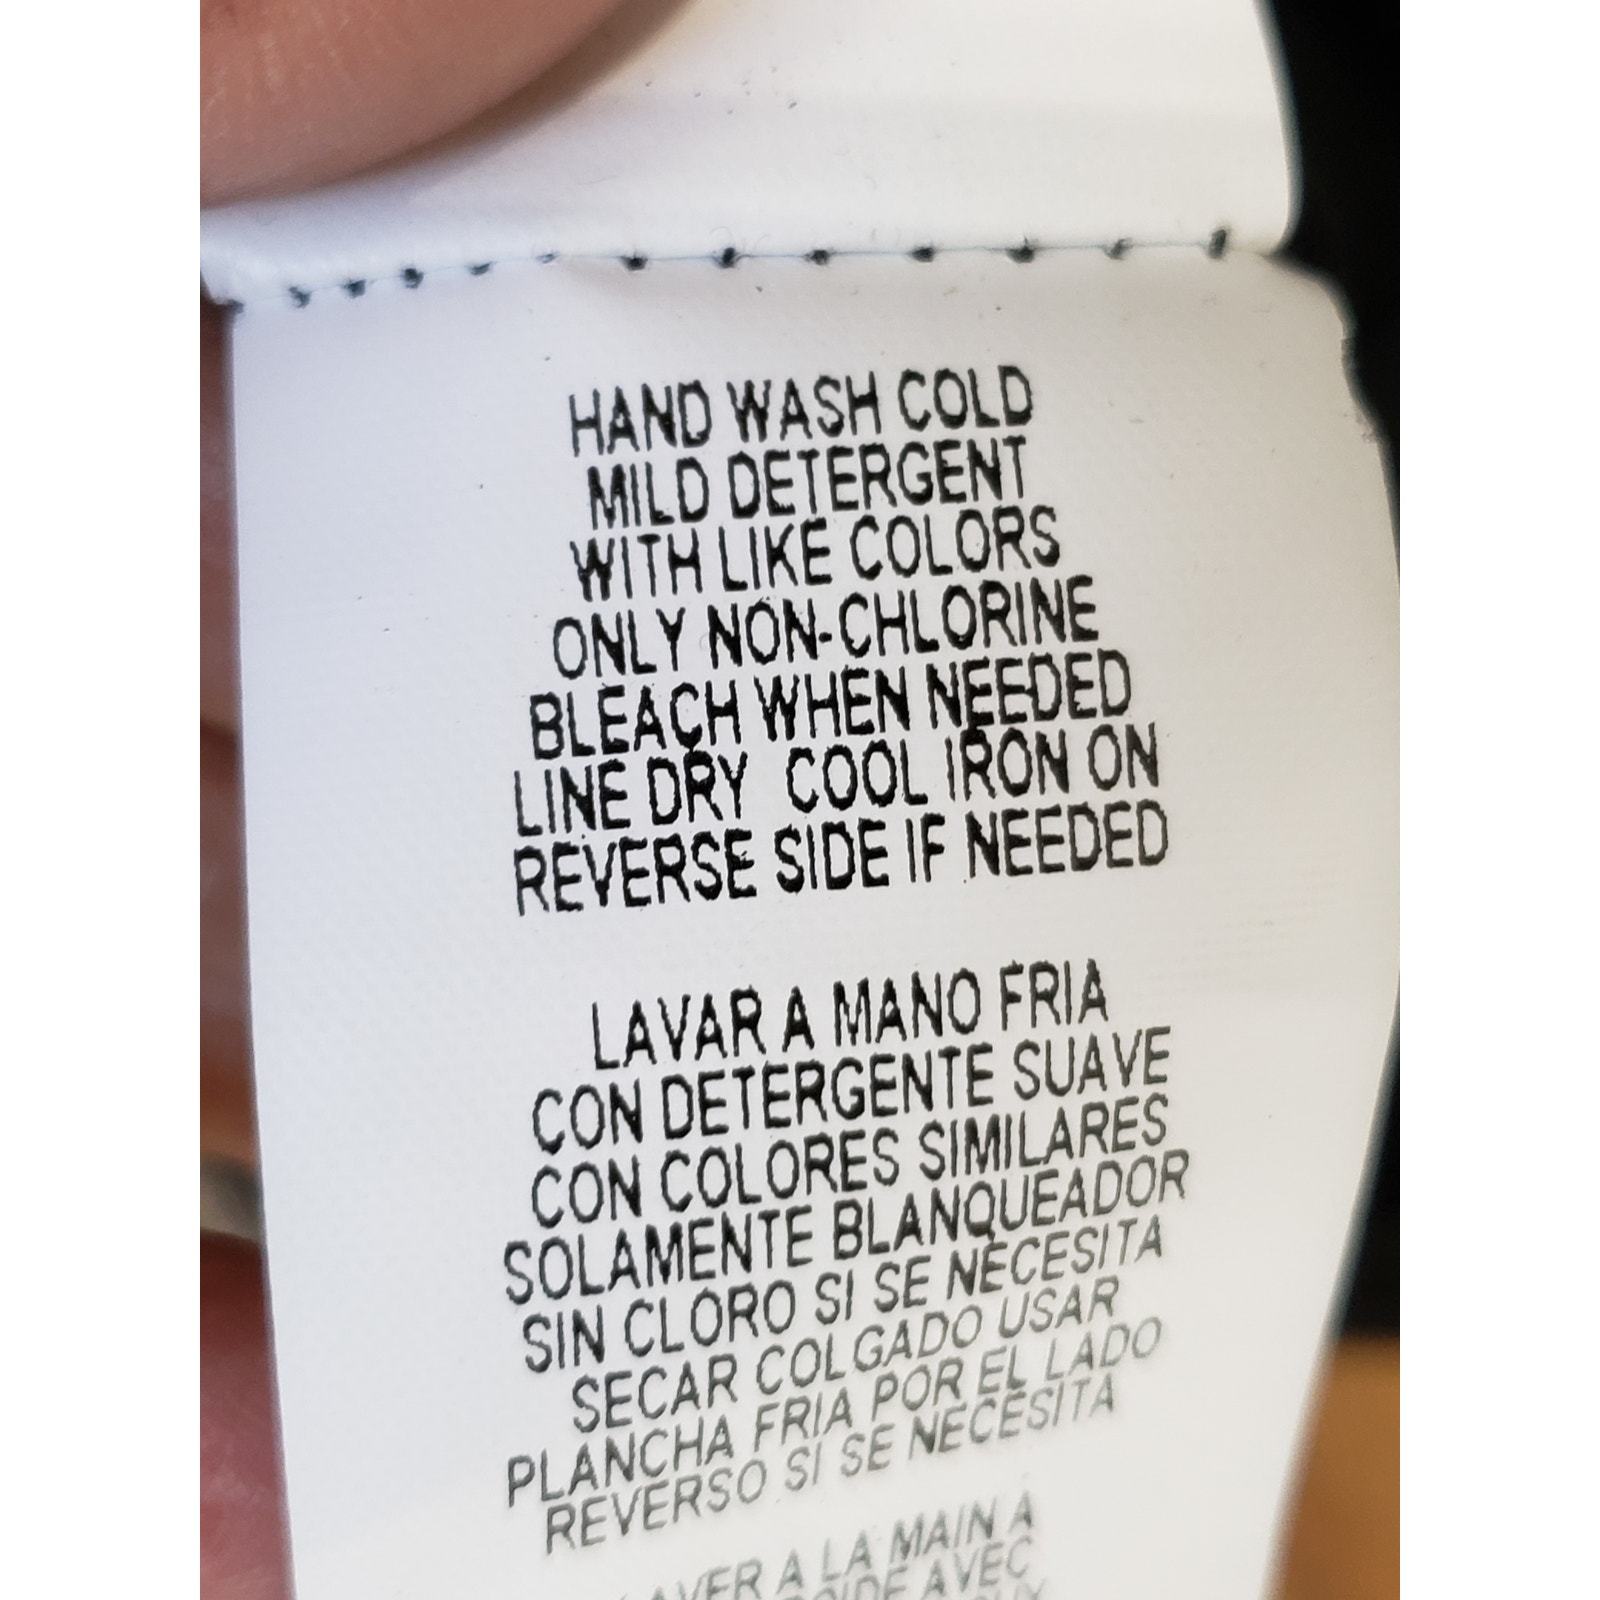 HAND WASH COLD
MILD DETERGENT
WITH LIKE COLORS
ONLY NON-CHLORINE
BLEACH WHEN NEEDED
LINE DRY  COOL IRON ON
REVERSE SIDE IF NEEDED
LAVAR A MANO FRIA
CON DETERGENTE SUAVE
CON COLORES SIMILARES
SOLAMENTE BLANQUEADOR
SIN CLORO SI SE NECESITA
SECAR COLGADO USAR
PLANCHA FRIA POR EL LADO
REVERSO SI SE NECESITA
LAVER A LA MAIN A
AVEC